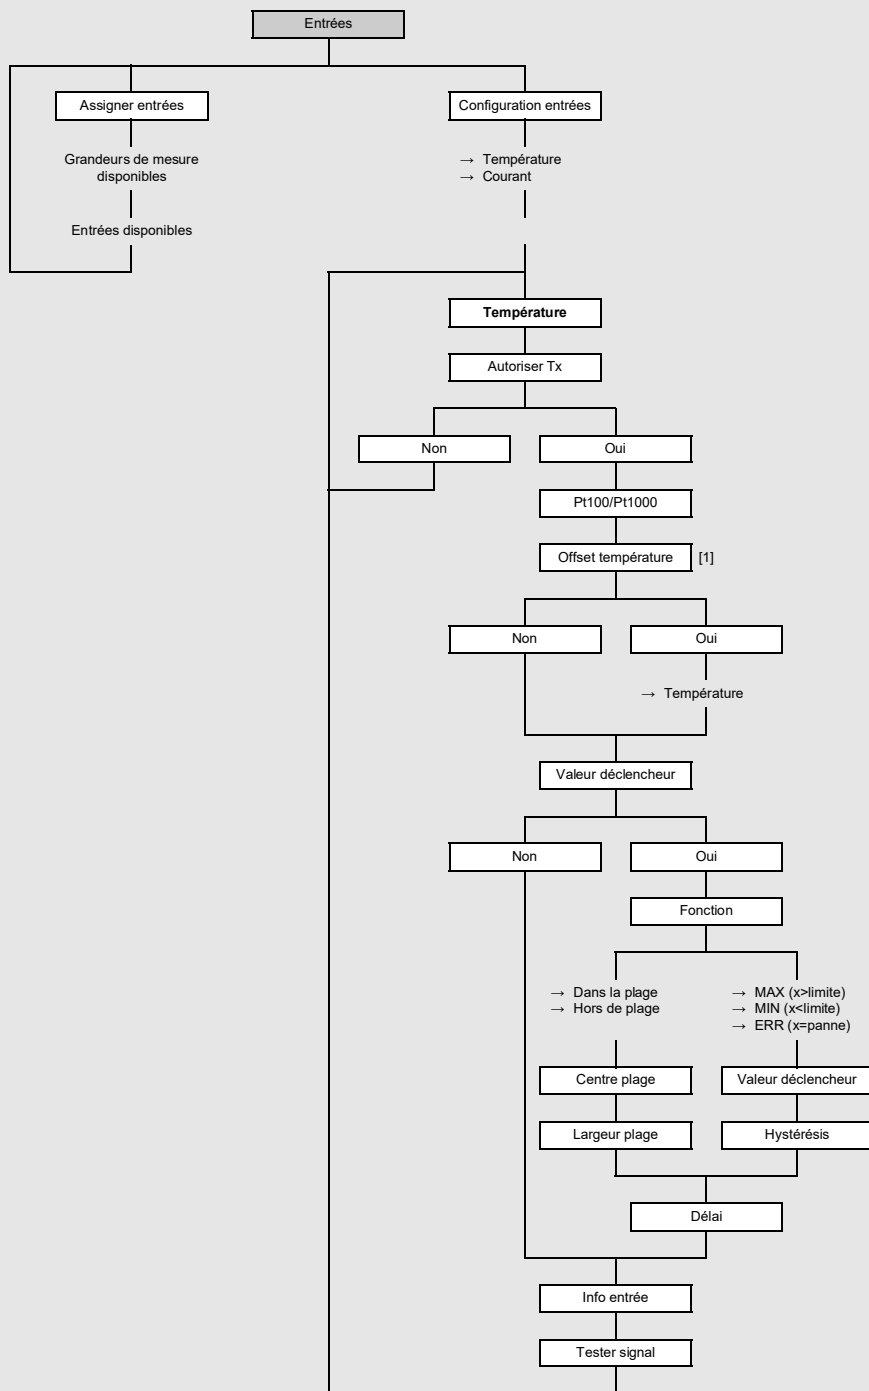 Entrées
Assigner entrées
Configuration entrées
Grandeurs de mesure
disponibles
→ Température
→ Courant
Entrées disponibles
Température
Autoriser Tx
Non
Oui
Pt100/Pt1000
Offset température [1]
Non
Oui
→ Température
Valeur déclencheur
Non
Oui
Fonction
→ Dans la plage
→ Hors de plage
→ MAX (x>limite)
→ MIN (x<limite)
→ ERR (x=panne)
Centre plage
Valeur déclencheur
Largeur plage
Hystérésis
Délai
Info entrée
Tester signal